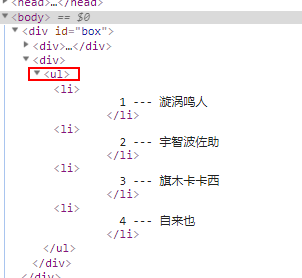 <head>…</head>
<body> == $0
<div id="box">
<div>…</div>
<div>
<ul>
<li>
1 --- 漩涡鸣人
</li>
<li>
2 --- 宇智波佐助
</li>
<li>
3 --- 旗木卡卡西
</li>
<li>
4 --- 自来也
</li>
</ul>
</div>
</div>